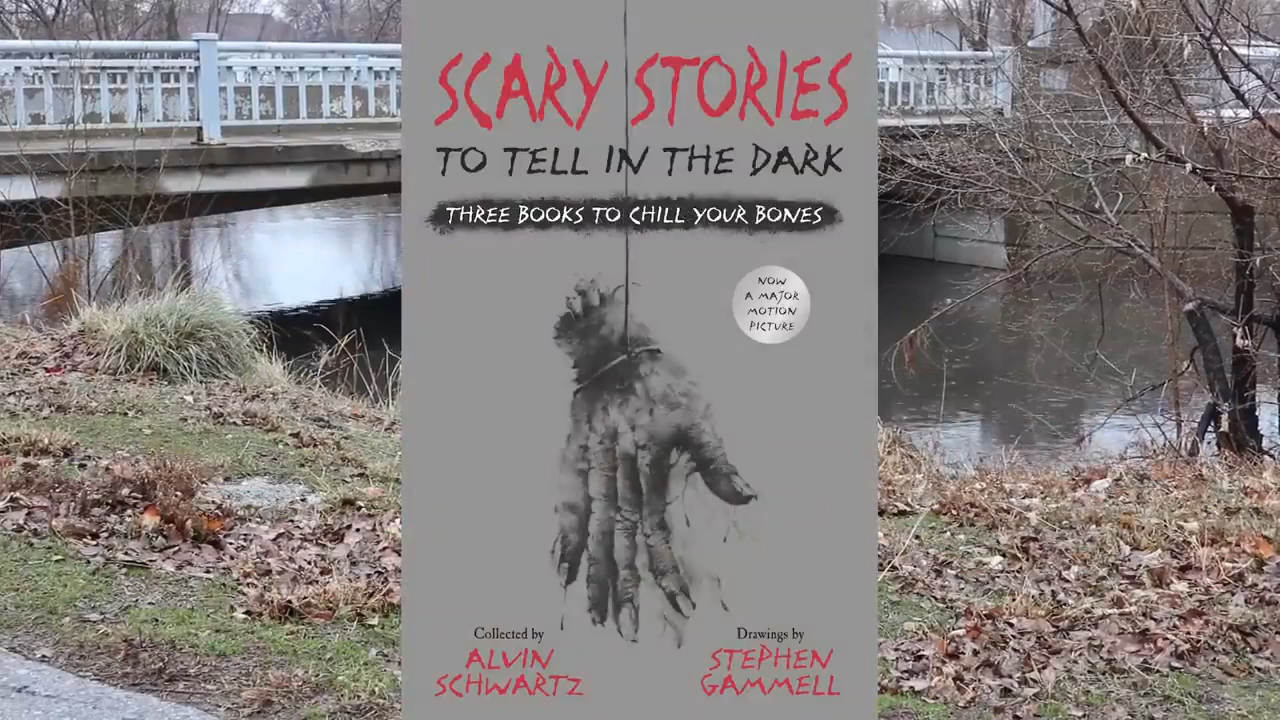 SCARY STORIES
TO TELL IN THE DARK
THREE BOOKS TO CHILL YOUR BONES
NOW
A MAJOR
MOTION
PICTURE
Collected by
ALVIN
SCHWARTZ
Drawings by
STEPHEN
GAMMELL